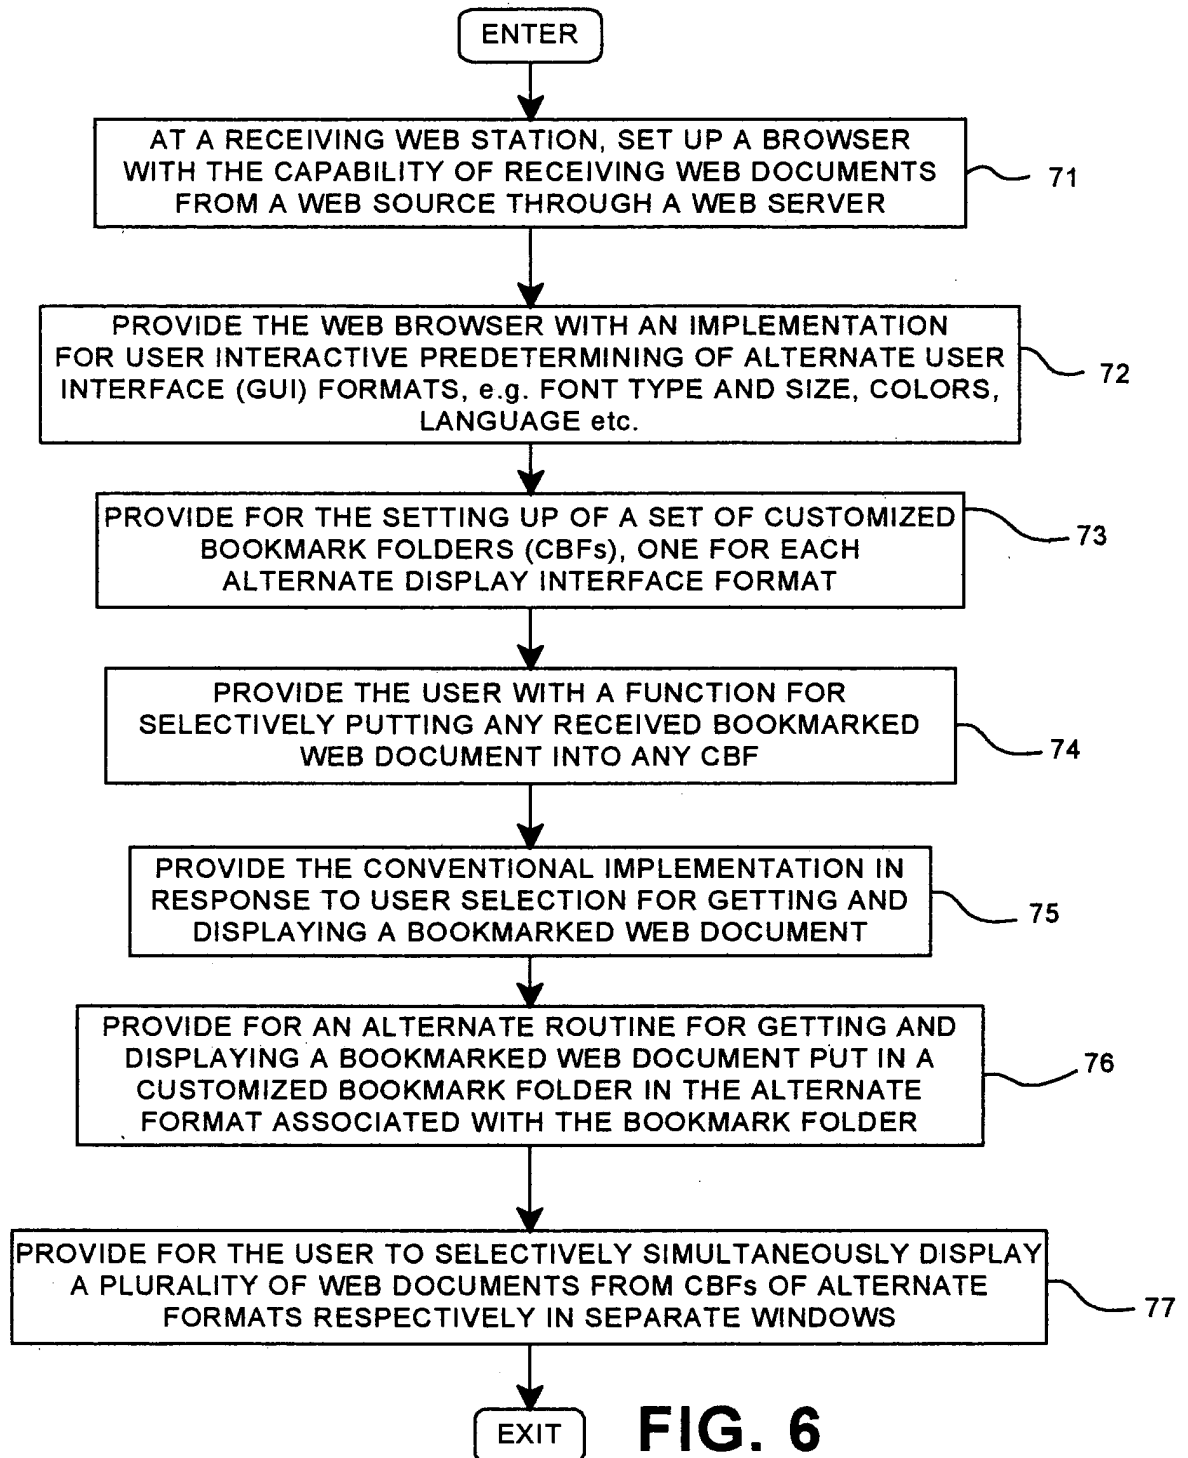 ENTER
AT A RECEIVING WEB STATION, SET UP A BROWSER
WITH THE CAPABILITY OF RECEIVING WEB DOCUMENTS
FROM A WEB SOURCE THROUGH A WEB SERVER
71
PROVIDE THE WEB BROWSER WITH AN IMPLEMENTATION
FOR USER INTERACTIVE PREDETERMINING OF ALTERNATE USER
INTERFACE (GUI) FORMATS, e.g. FONT TYPE AND SIZE, COLORS,
LANGUAGE etc.
72
PROVIDE FOR THE SETTING UP OF A SET OF CUSTOMIZED
BOOKMARK FOLDERS (CBFs), ONE FOR EACH
ALTERNATE DISPLAY INTERFACE FORMAT
73
PROVIDE THE USER WITH A FUNCTION FOR
SELECTIVELY PUTTING ANY RECEIVED BOOKMARKED
WEB DOCUMENT INTO ANY CBF
74
PROVIDE THE CONVENTIONAL IMPLEMENTATION IN
RESPONSE TO USER SELECTION FOR GETTING AND
DISPLAYING A BOOKMARKED WEB DOCUMENT
75
PROVIDE FOR AN ALTERNATE ROUTINE FOR GETTING AND
DISPLAYING A BOOKMARKED WEB DOCUMENT PUT IN A
CUSTOMIZED BOOKMARK FOLDER IN THE ALTERNATE
FORMAT ASSOCIATED WITH THE BOOKMARK FOLDER
76
PROVIDE FOR THE USER TO SELECTIVELY SIMULTANEOUSLY DISPLAY
A PLURALITY OF WEB DOCUMENTS FROM CBFs OF ALTERNATE
FORMATS RESPECTIVELY IN SEPARATE WINDOWS
77
EXIT
FIG. 6